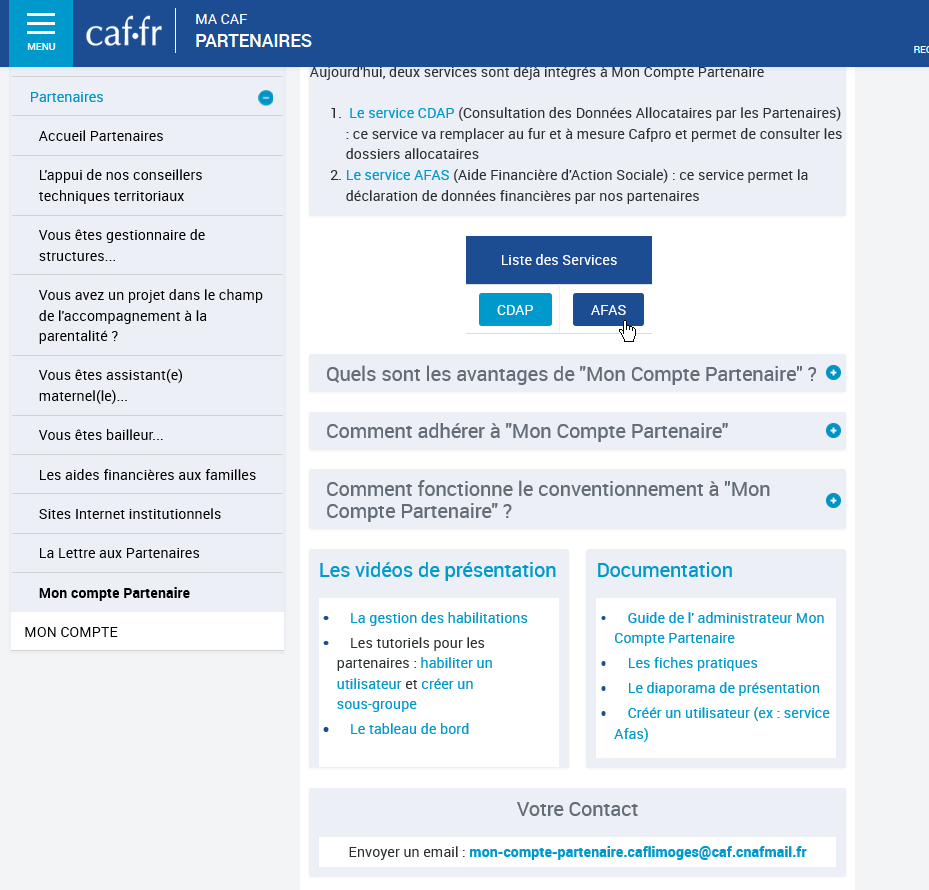 MENU
caf.fr
MA CAF
PARTENAIRES
Partenaires
Accueil Partenaires
L'appui de nos conseillers
techniques territoriaux
Vous êtes gestionnaire de
structures...
Vous avez un projet dans le champ
de l'accompagnement à la
parentalité ?
Vous êtes assistant(e)
maternel(le)...
Vous êtes bailleur...
Les aides financières aux familles
Sites Internet institutionnels
La Lettre aux Partenaires
Mon compte Partenaire
MON COMPTE
Aujourd'hui, deux services sont déjà intégrés à Mon Compte Partenaire
1. Le service CDAP (Consultation des Données Allocataires par les Partenaires)
: ce service va remplacer au fur et à mesure Cafpro et permet de consulter les
dossiers allocataires
2. Le service AFAS (Aide Financière d'Action Sociale) : ce service permet la
déclaration de données financières par nos partenaires
Liste des Services
CDAP
AFAS
Quels sont les avantages de "Mon Compte Partenaire" ?
Comment adhérer à "Mon Compte Partenaire"
Comment fonctionne le conventionnement à "Mon
Compte Partenaire" ?
Les vidéos de présentation
• La gestion des habilitations
• Les tutoriels pour les
partenaires : habiliter un
utilisateur et créer un
sous-groupe
• Le tableau de bord
Documentation
• Guide de l' administrateur Mon
Compte Partenaire
• Les fiches pratiques
• Le diaporama de présentation
• Créér un utilisateur (ex : service
Afas)
Votre Contact
Envoyer un email : mon-compte-partenaire.caflimoges@caf.cnafmail.fr